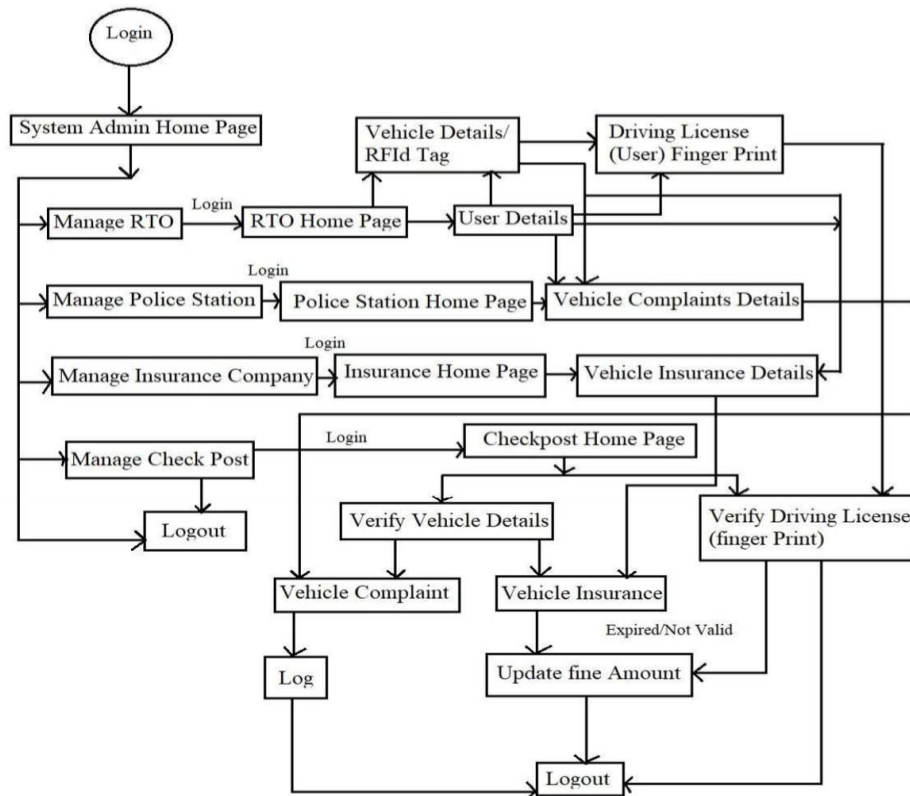 Login
System Admin Home Page
Vehicle Details/
RFId Tag
Driving License
(User) Finger Print
Manage RTO
Login
RTO Home Page
User Details
Login
Manage Police Station
Police Station Home Page
Vehicle Complaints Details
Login
Manage Insurance Company
Insurance Home Page
Vehicle Insurance Details
Login
Checkpost Home Page
Manage Check Post
Logout
Verify Vehicle Details
Verify Driving License
(finger Print)
Vehicle Complaint
Vehicle Insurance
Expired/Not Valid
Log
Update fine Amount
Logout